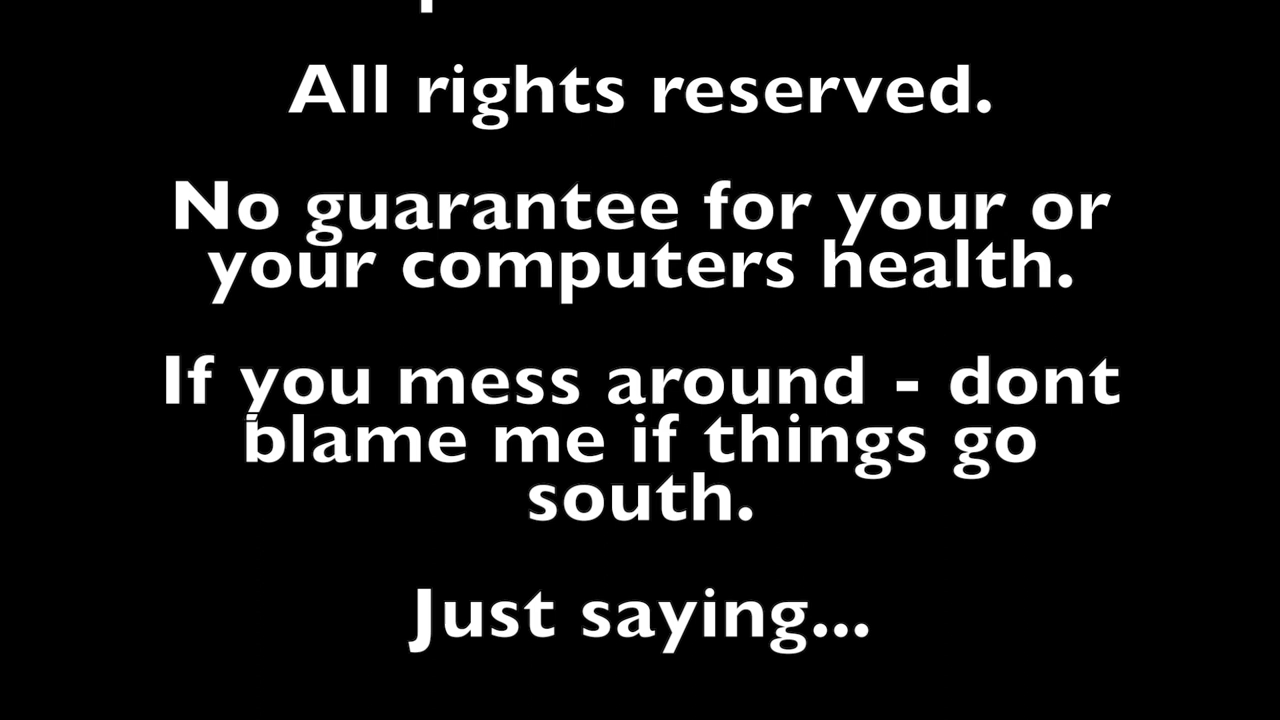 All rights reserved.
No guarantee for your or
your computers health.
If you mess around - dont
blame me if things go
south.
Just saying...